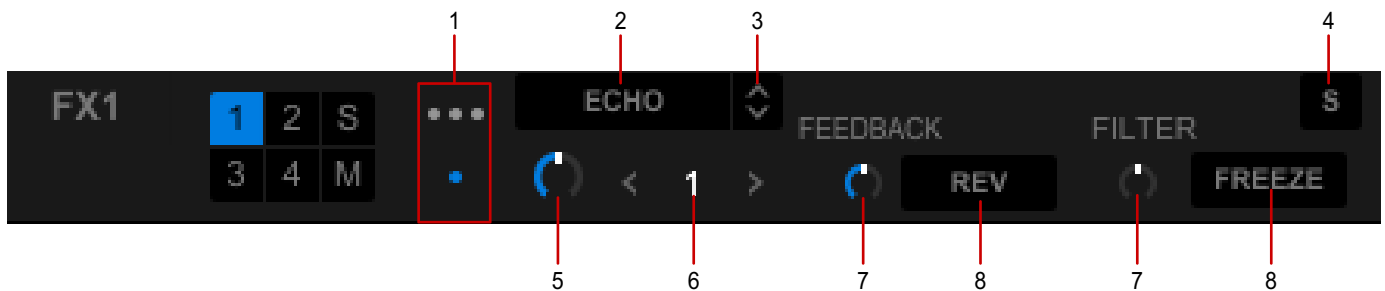 1 2 3 4
FX1
1 2 S
3 4 M
ECHO
S
FEEDBACK
FILTER
< 1 >
REV
FREEZE
5 6 7 8 7 8